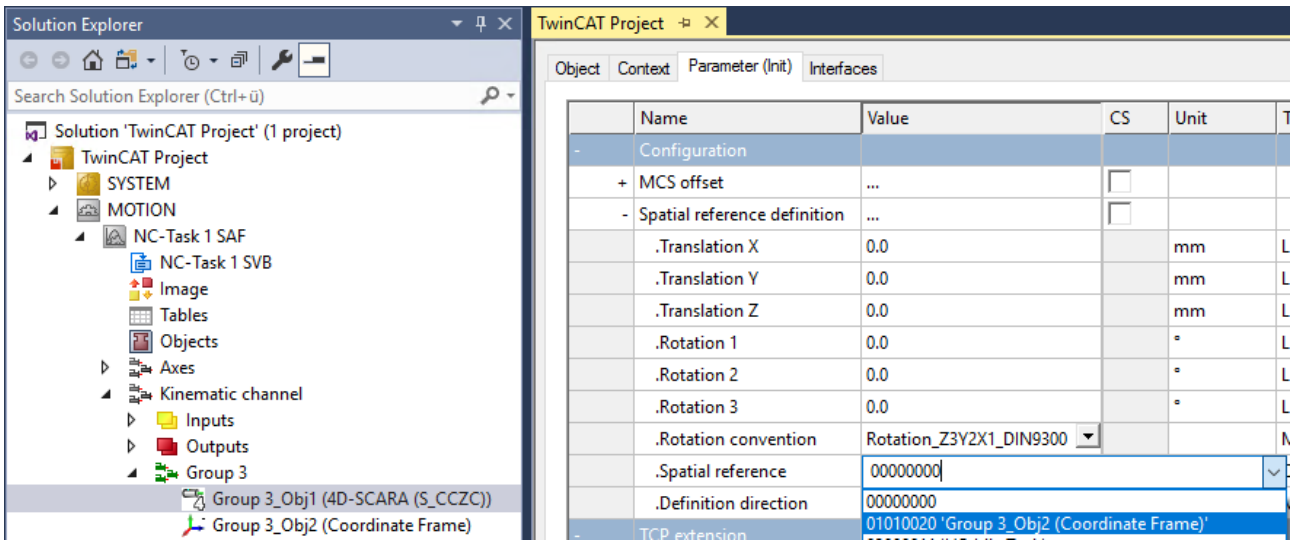 Solution Explorer
Search Solution Explorer (Ctrl+ü)
Solution 'TwinCAT Project' (1 project)
TwinCAT Project
SYSTEM
MOTION
NC-Task 1 SAF
NC-Task 1 SVB
Image
Tables
Objects
Axes
Kinematic channel
Inputs
Outputs
Group 3
Group 3_Obj1 (4D-SCARA (S_CCZC))
Group 3_Obj2 (Coordinate Frame)
TwinCAT Project
Object Context Parameter (Init) Interfaces
Name Value CS Unit T
- Configuration
+ MCS offset ...
- Spatial reference definition ...
.Translation X 0.0 mm L
.Translation Y 0.0 mm L
.Translation Z 0.0 mm L
.Rotation 1 0.0 ° L
.Rotation 2 0.0 ° L
.Rotation 3 0.0 ° L
.Rotation convention Rotation_Z3Y2X1_DIN9300
.Spatial reference 00000000
.Definition direction 00000000
01010020 'Group 3_Obj2 (Coordinate Frame)'
- TCP extension